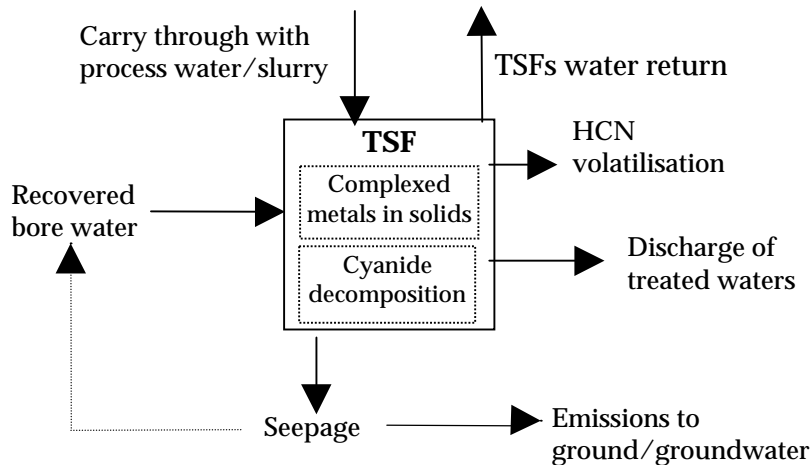 Carry through with
process water/slurry
TSFs water return
TSF
HCN
volatilisation
Complexed
metals in solids
Recovered
bore water
Cyanide
decomposition
Discharge of
treated waters
Seepage
Emissions to
ground/groundwater